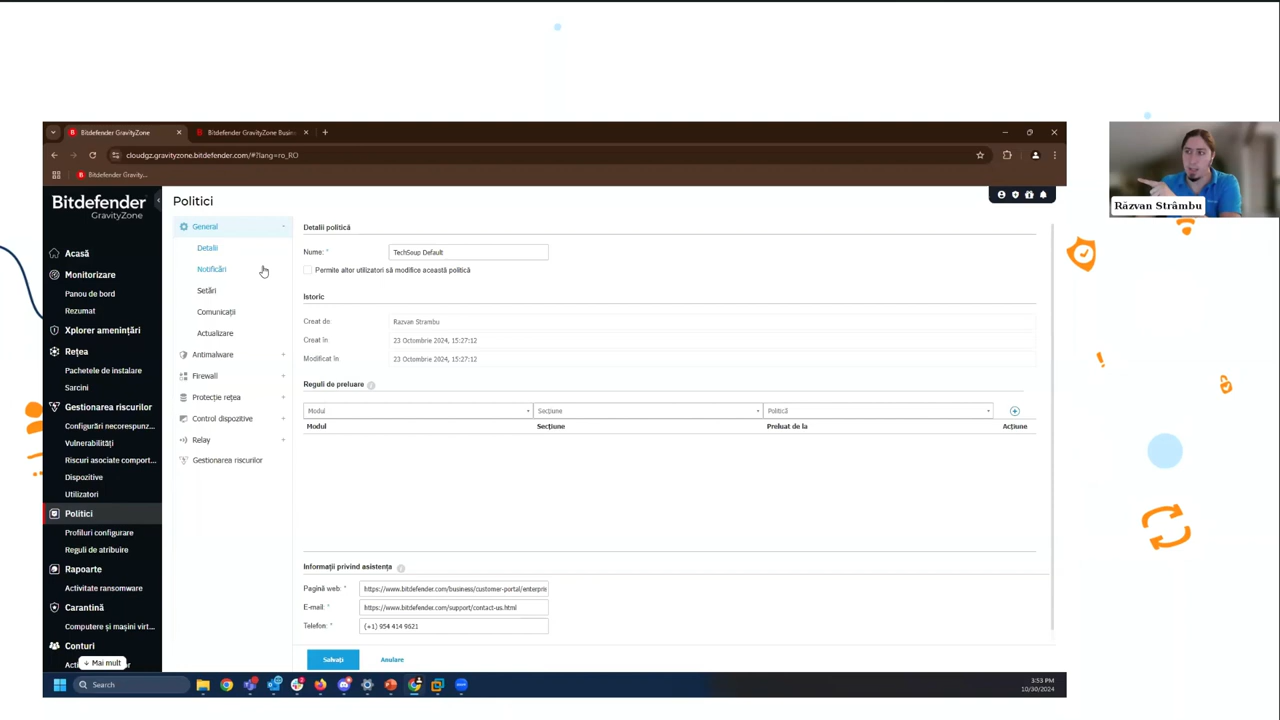 Bitdefender GravityZone
Bitdefender GravityZone Busin
cloudgz.gravityzone.bitdefender.com/#?lang=ro_RO
Bitdefender Gravity...
Bitdefender
GravityZone
Acasă
Monitorizare
Panou de bord
Rezumat
Xplorer amenințări
Rețea
Pachetele de instalare
Sarcini
Gestionarea riscurilor
Configurări necorespunz...
Vulnerabilități
Riscuri asociate comport...
Dispozitive
Utilizatori
Politici
Profiluri configurare
Reguli de atribuire
Rapoarte
Activitate ransomware
Carantină
Computere și mașini virt...
Conturi
Mai mult
Politici
General
Detalii
Notificări
Setări
Comunicații
Actualizare
Antimalware
Firewall
Protecție rețea
Control dispozitive
Relay
Gestionarea riscurilor
Detalii politică
Nume: * TechSoup Default
Permite altor utilizatori să modifice această politică
Istoric
Creat de: Razvan Strambu
Creat în 23 Octombrie 2024, 15:27:12
Modificat în 23 Octombrie 2024, 15:27:12
Reguli de preluare
Modul Secțiune Politică
Modul Secțiune Preluat de la Acțiune
Informații privind asistența
Pagină web: * https://www.bitdefender.com/business/customer-portal/enterpris
E-mail: * https://www.bitdefender.com/support/contact-us.html
Telefon: * (+1) 954 414 9621
Salvați Anulare
Search
3:53 PM
10/30/2024
Răzvan Strâmbu